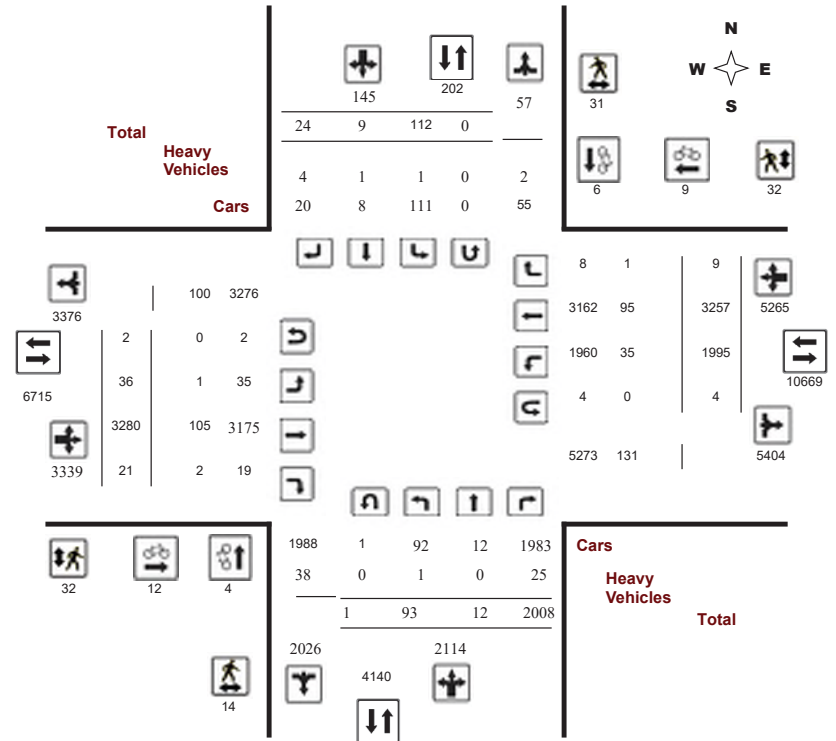 N
W E
S
145
202
57
31
Total
24 9 112 0
Heavy
Vehicles
4 1 1 0 2
6 9 32
Cars
20 8 111 0 55
8 1 9
100 3276
3376
5265
3162 95 3257
2 0 2
1960 35 1995
6715
10669
36 1 35
4 0 4
3280 105 3175
3339
21 2 19
5273 131
5404
1988 1 92 12 1983
Cars
38 0 1 0 25
Heavy
Vehicles
32 12 4
1 93 12 2008
Total
2026
2114
4140
14